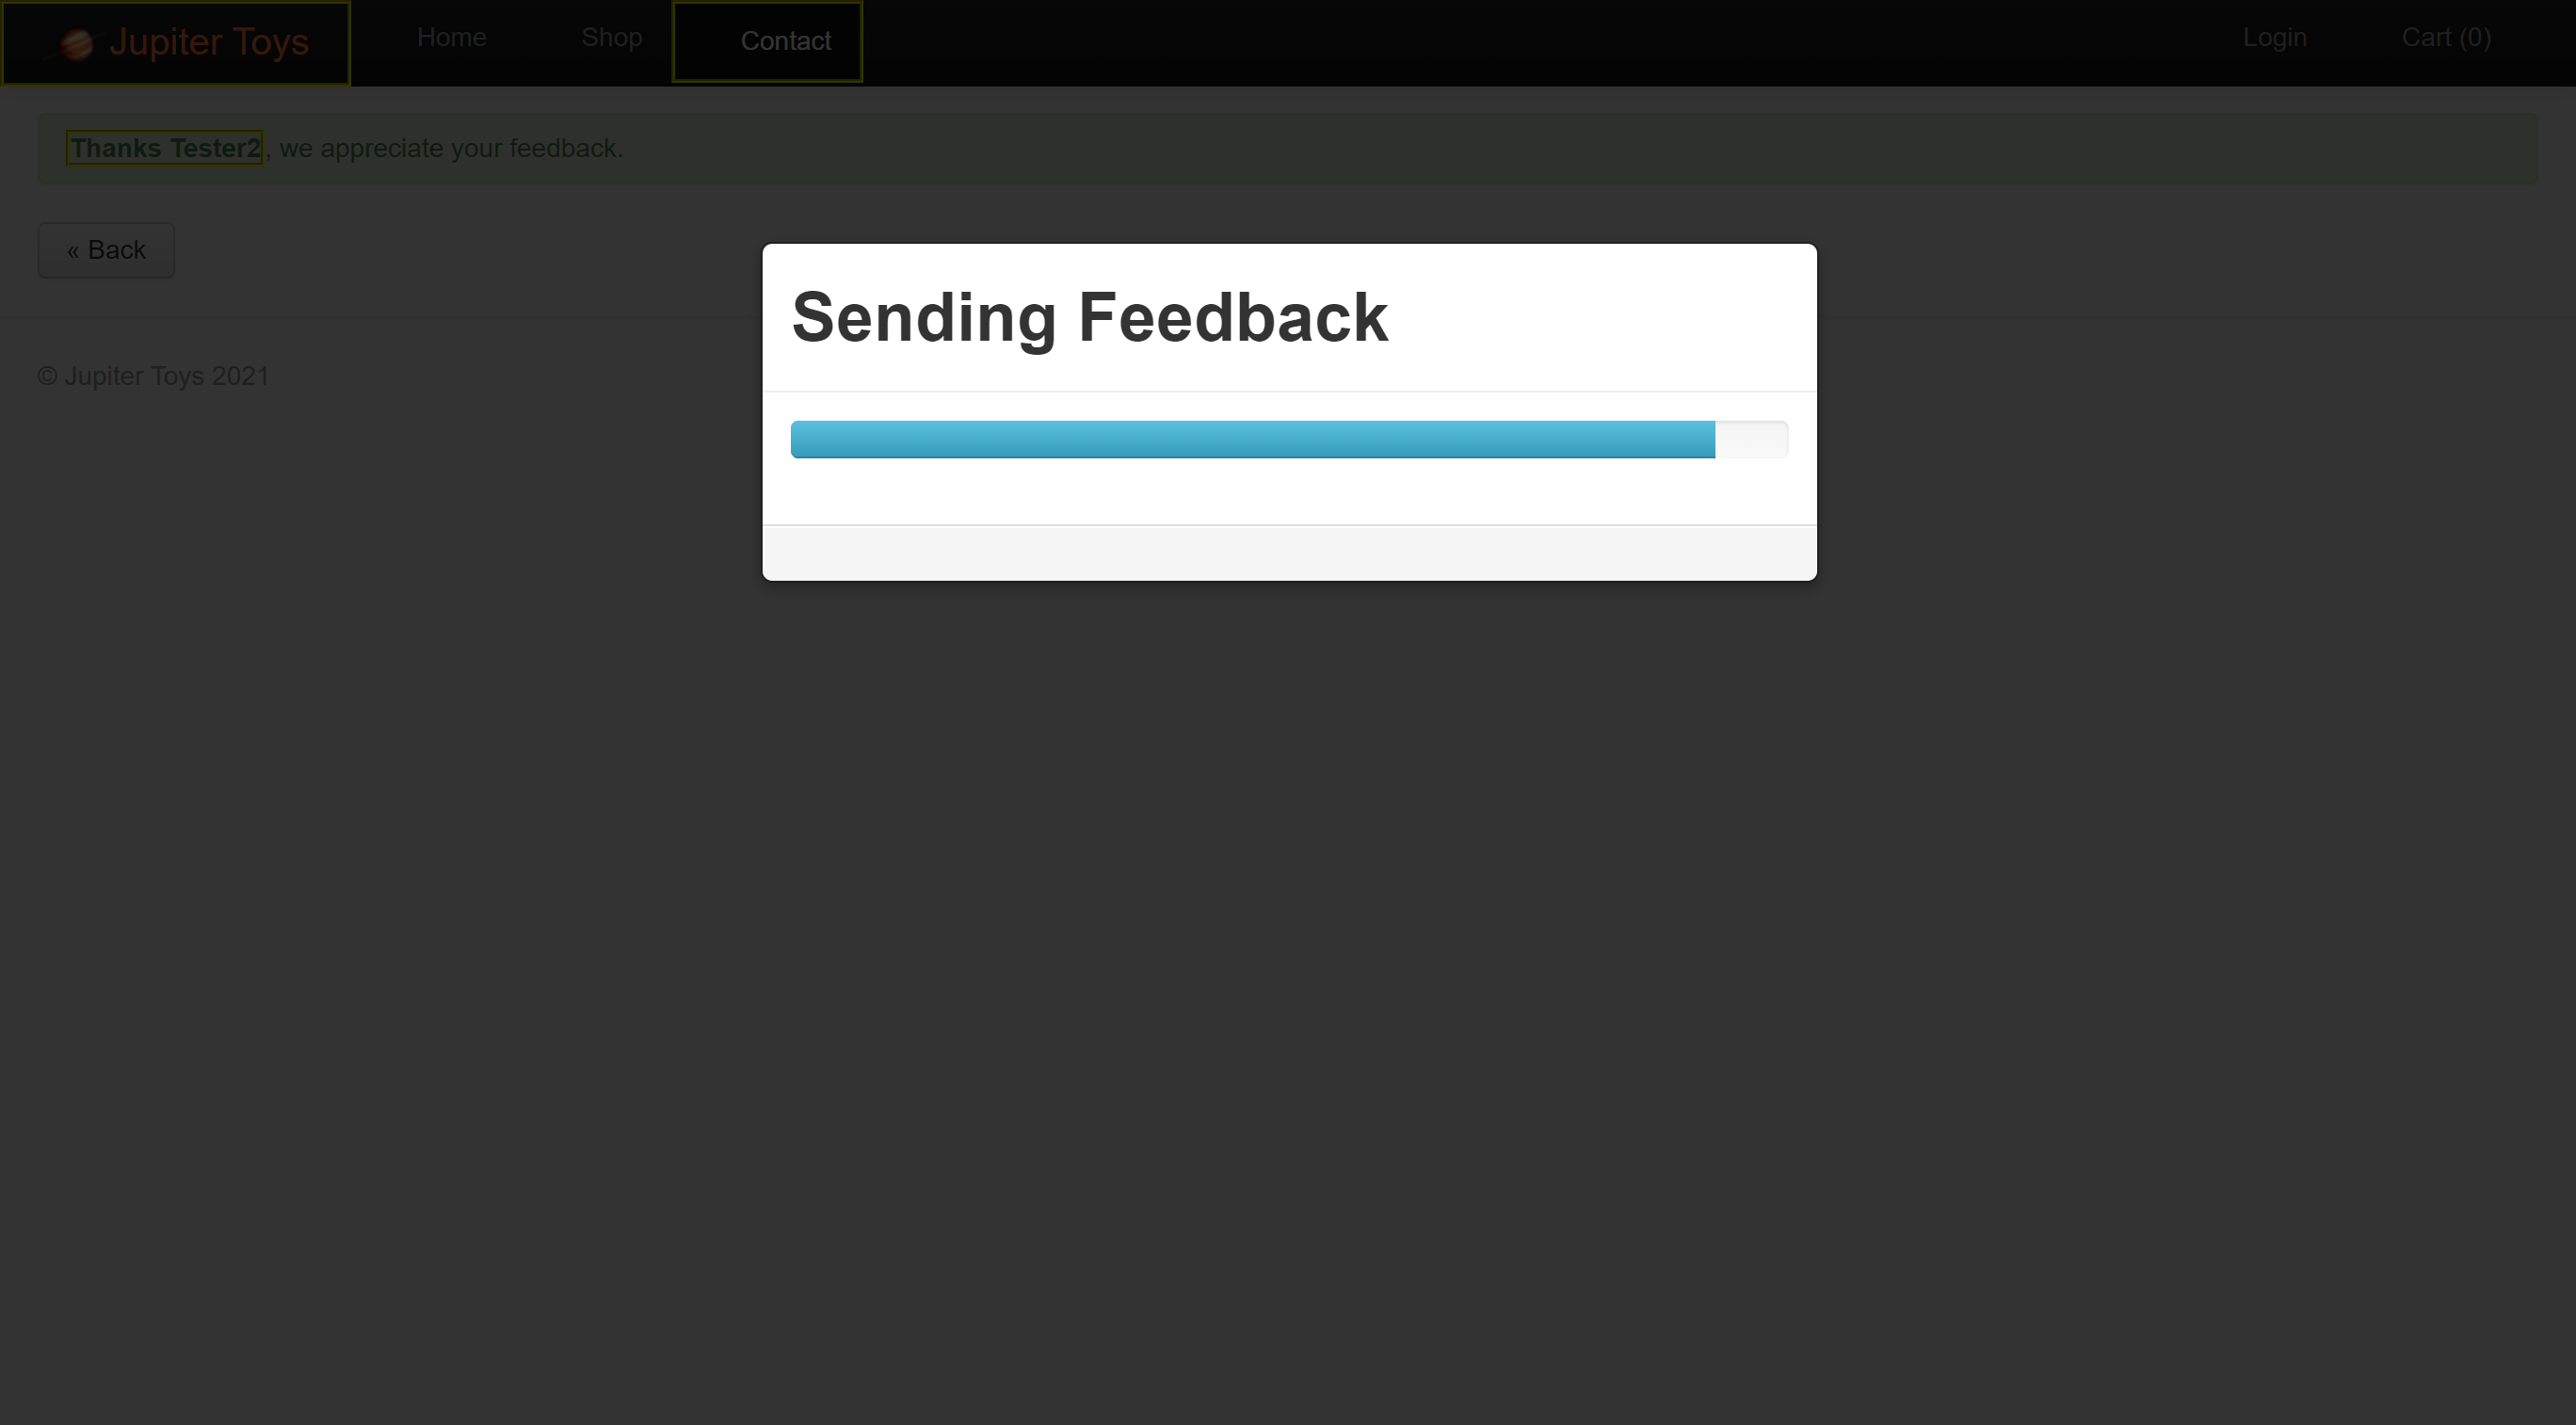 Jupiter Toys Home Shop Contact Login Cart (0)
Thanks Tester2, we appreciate your feedback.
« Back
Sending Feedback
© Jupiter Toys 2021